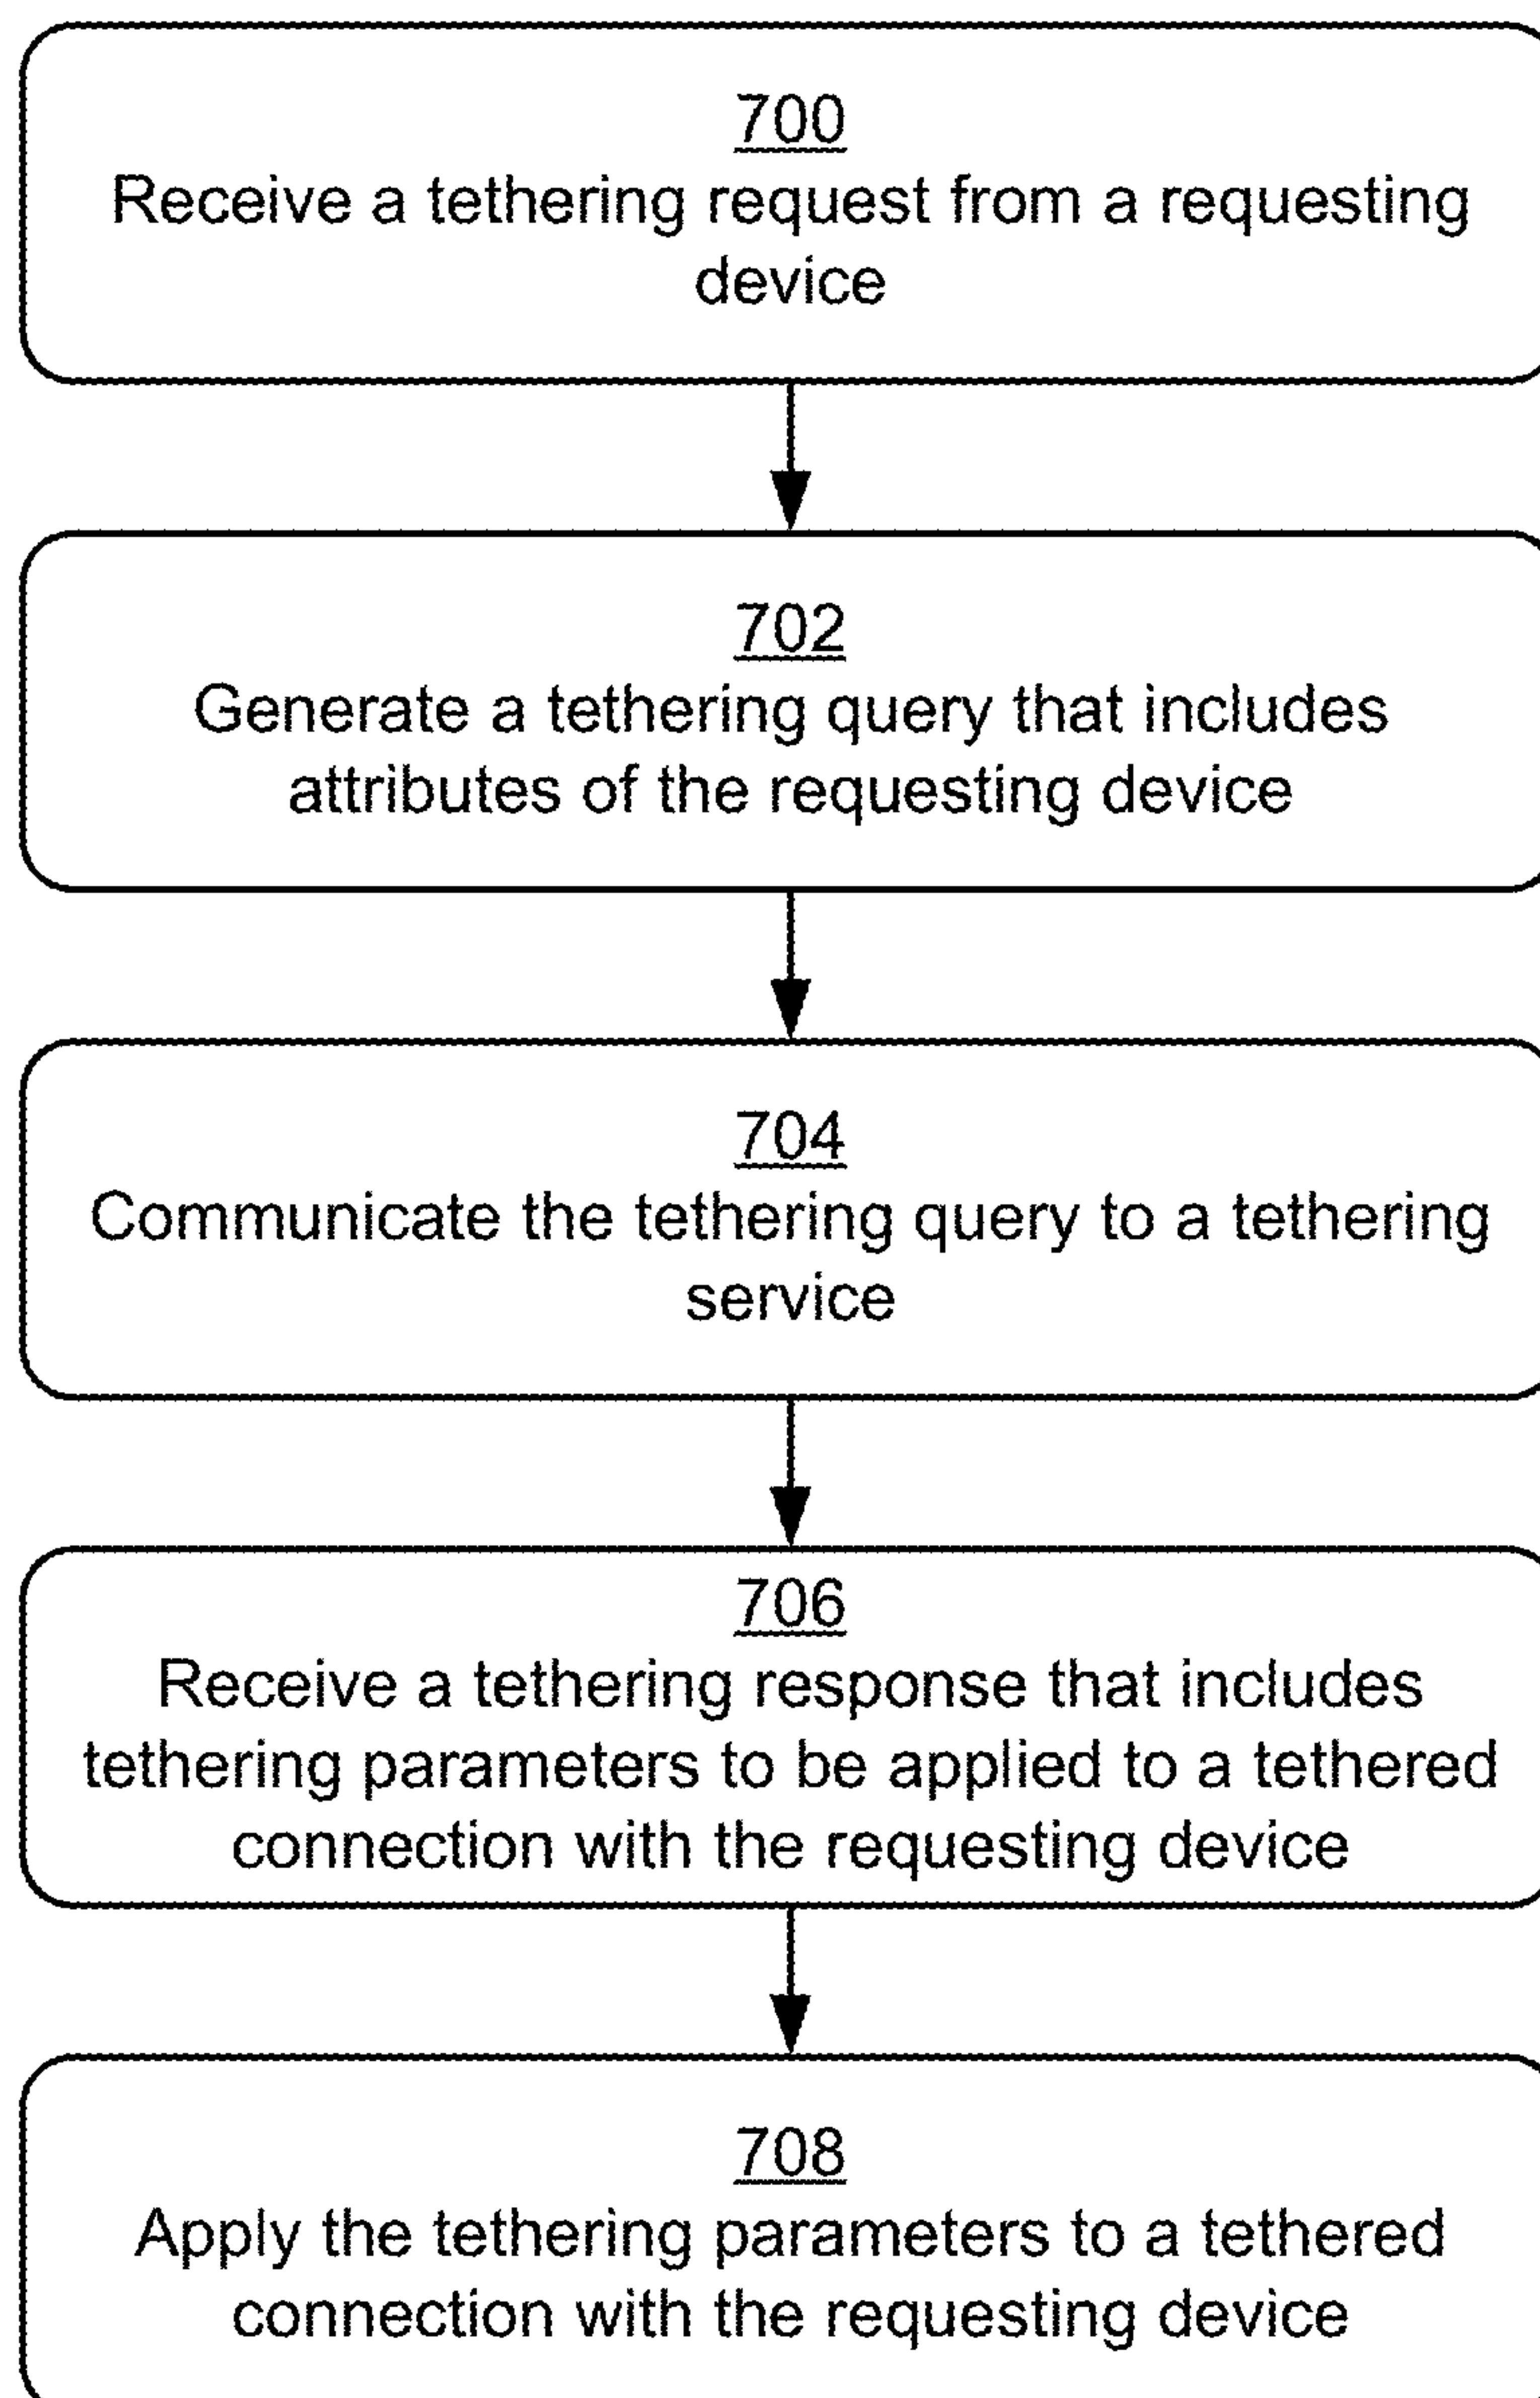 700
Receive a tethering request from a requesting
device
702
Generate a tethering query that includes
attributes of the requesting device
704
Communicate the tethering query to a tethering
service
706
Receive a tethering response that includes
tethering parameters to be applied to a tethered
connection with the requesting device
708
Apply the tethering parameters to a tethered
connection with the requesting device